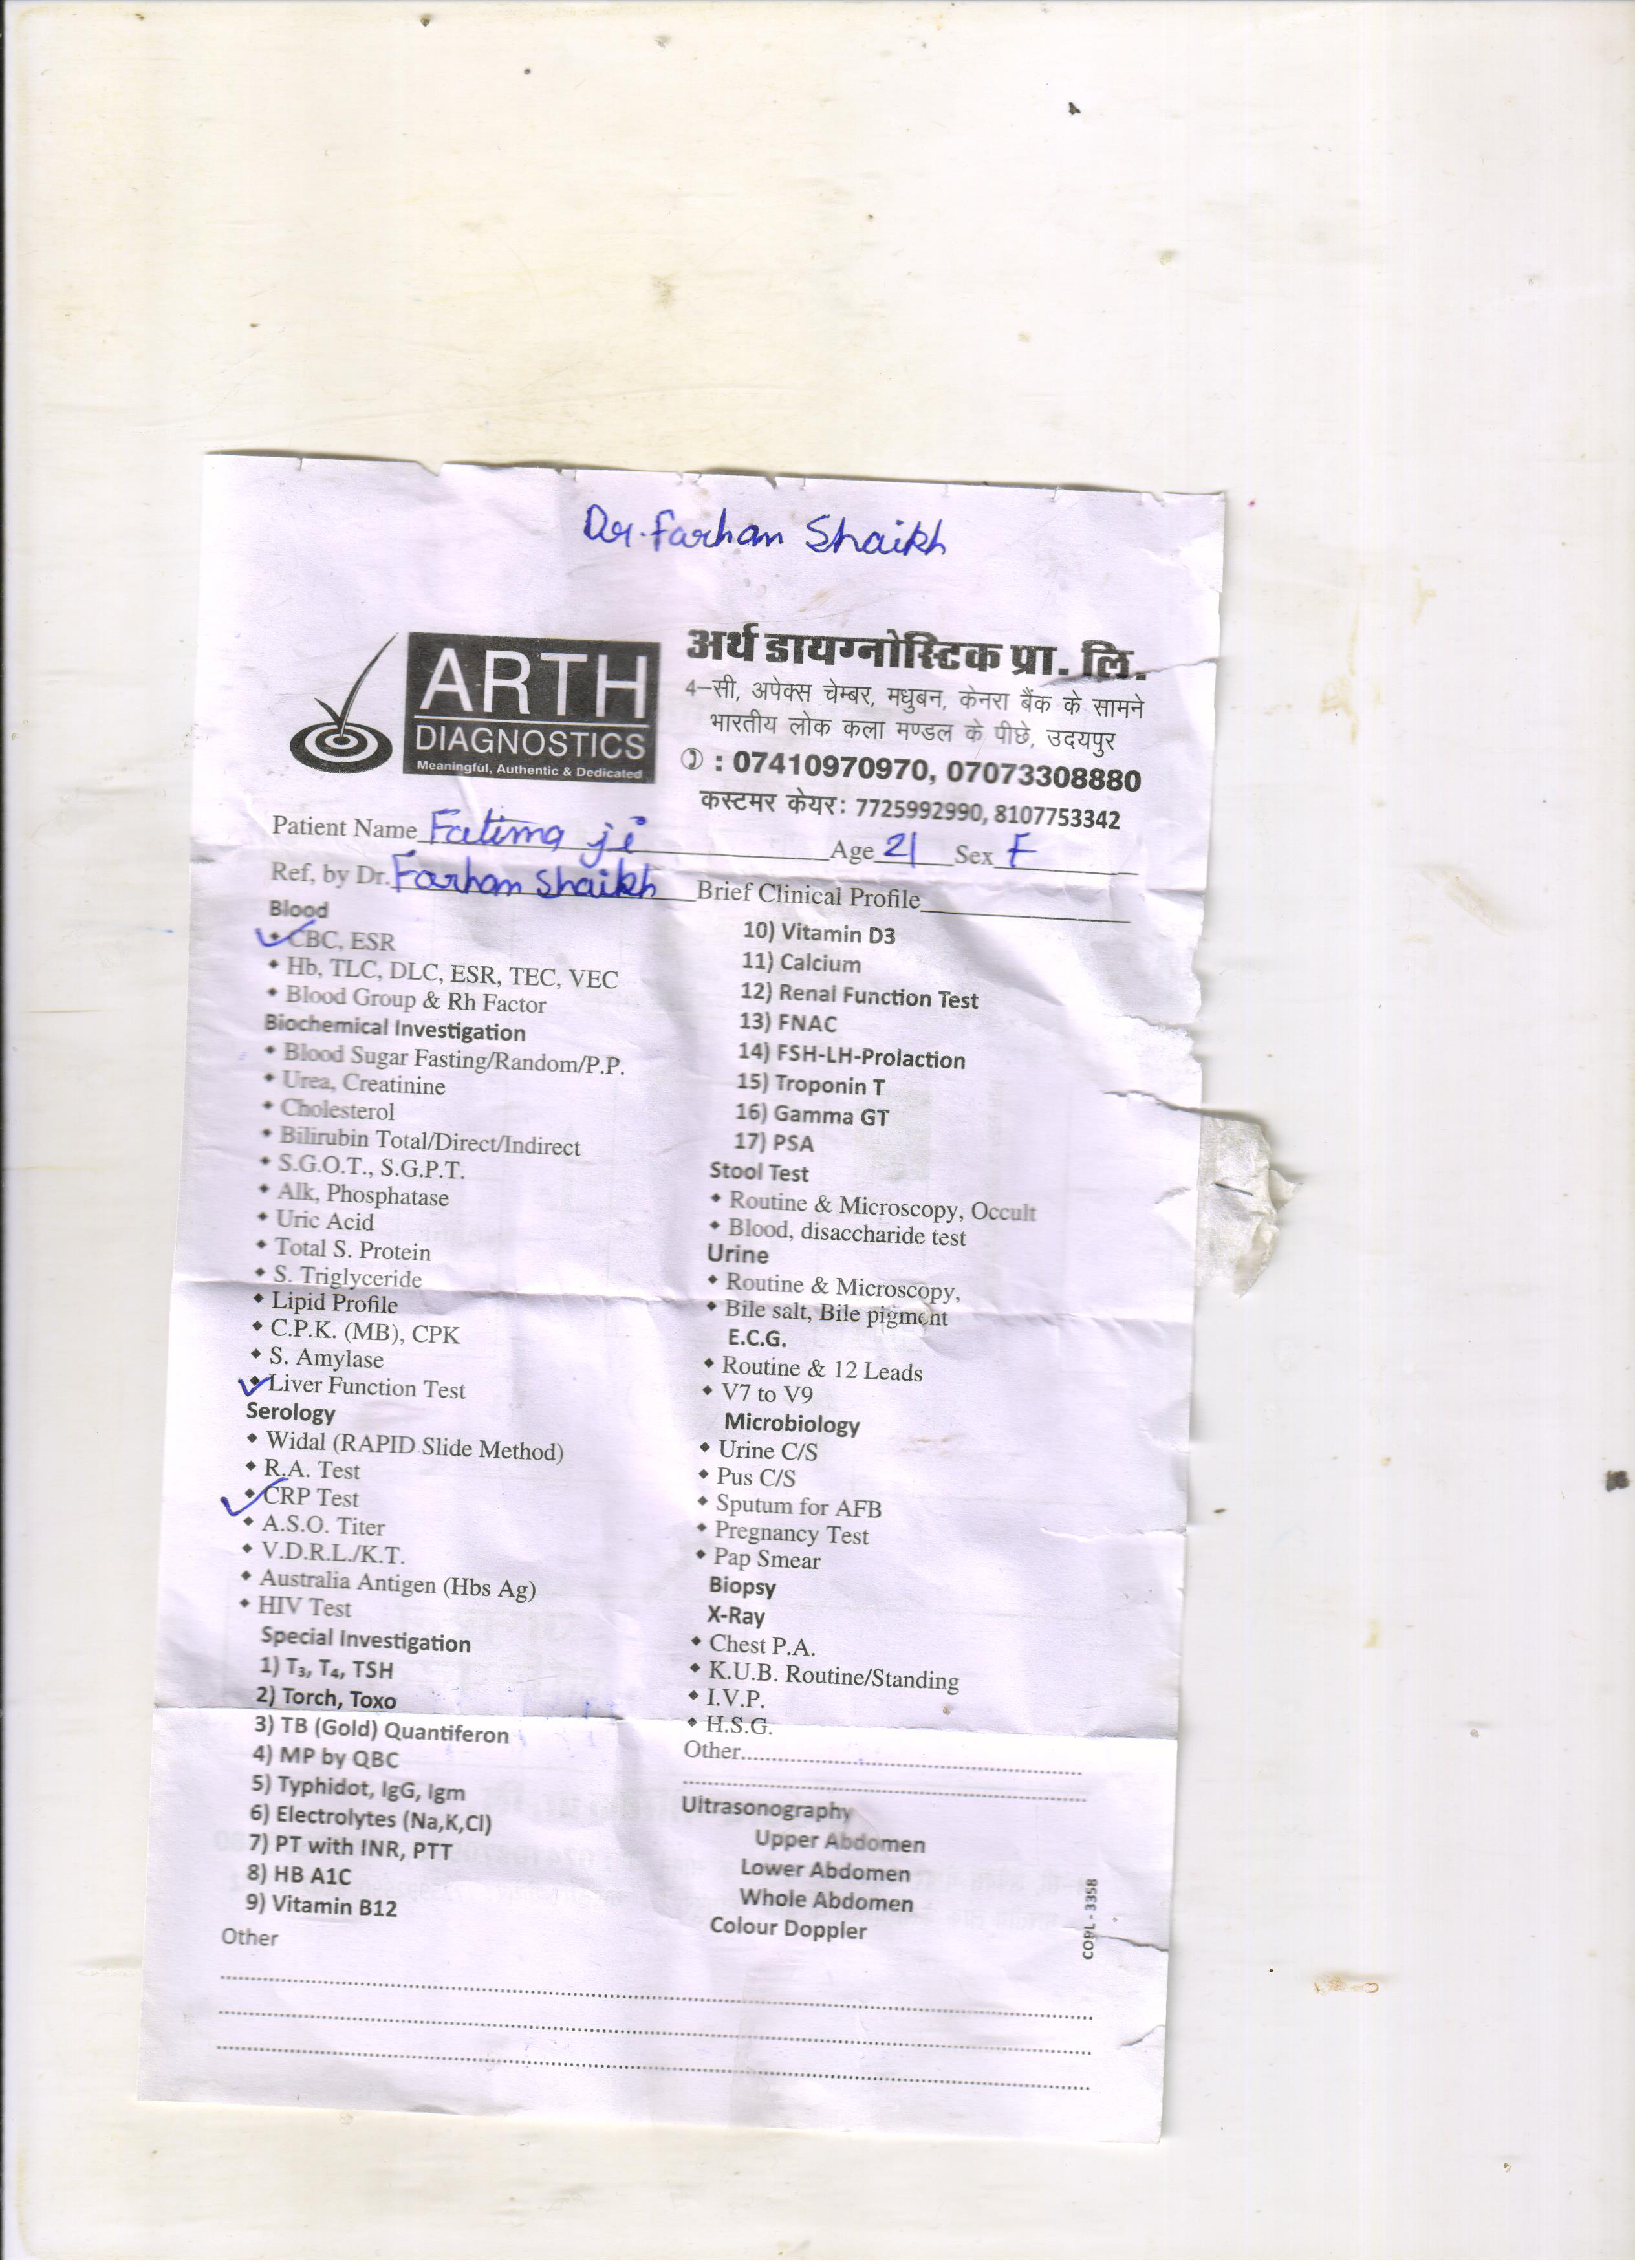 Dr. Farhan Shaikh
ARTH
DIAGNOSTICS
Meaningful, Authentic & Dedicated
अर्थ डायग्नोस्टिक प्रा. लि.
4-सी, अपेक्स चेम्बर, मधुबन, केनरा बैंक के सामने
भारतीय लोक कला मण्डल के पीछे, उदयपुर
: 07410970970, 07073308880
कस्टमर केयर: 7725992990, 8107753342
Patient Name Fatima ji Age 21 Sex F
Ref, by Dr. Farhan Shaikh Brief Clinical Profile
Blood
CBC, ESR
Hb, TLC, DLC, ESR, TEC, VEC
Blood Group & Rh Factor
Biochemical Investigation
Blood Sugar Fasting/Random/P.P.
Urea, Creatinine
Cholesterol
Bilirubin Total/Direct/Indirect
S.G.O.T., S.G.P.T.
Alk, Phosphatase
Uric Acid
Total S. Protein
S. Triglyceride
Lipid Profile
C.P.K. (MB), CPK
S. Amylase
Liver Function Test
Serology
Widal (RAPID Slide Method)
R.A. Test
CRP Test
A.S.O. Titer
V.D.R.L./K.T.
Australia Antigen (Hbs Ag)
HIV Test
Special Investigation
1) T₃, T₄, TSH
2) Torch, Toxo
3) TB (Gold) Quantiferon
4) MP by QBC
5) Typhidot, IgG, Igm
6) Electrolytes (Na,K,Cl)
7) PT with INR, PTT
8) HB A1C
9) Vitamin B12
Other
10) Vitamin D3
11) Calcium
12) Renal Function Test
13) FNAC
14) FSH-LH-Prolaction
15) Troponin T
16) Gamma GT
17) PSA
Stool Test
Routine & Microscopy, Occult
Blood, disaccharide test
Urine
Routine & Microscopy,
Bile salt, Bile pigment
E.C.G.
Routine & 12 Leads
V7 to V9
Microbiology
Urine C/S
Pus C/S
Sputum for AFB
Pregnancy Test
Pap Smear
Biopsy
X-Ray
Chest P.A.
K.U.B. Routine/Standing
I.V.P.
H.S.G.
Other
Ultrasonography
Upper Abdomen
Lower Abdomen
Whole Abdomen
Colour Doppler